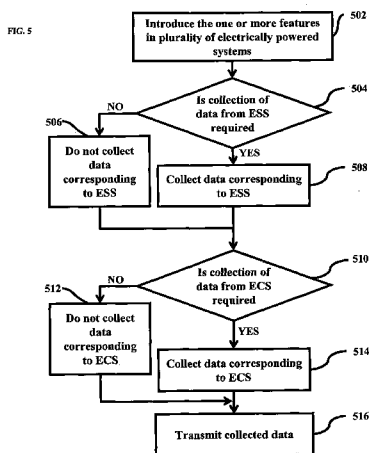 FIG. 5
502
Introduce the one or more features
in plurality of electrically powered
systems
504
Is collection of
data from ESS
required
NO
YES
506
Do not collect
data
corresponding
to ESS
508
Collect data corresponding
to ESS
510
Is collection of
data from ECS
required
NO
YES
512
Do not collect
data
corresponding
to ECS
514
Collect data corresponding
to ECS
516
Transmit collected data